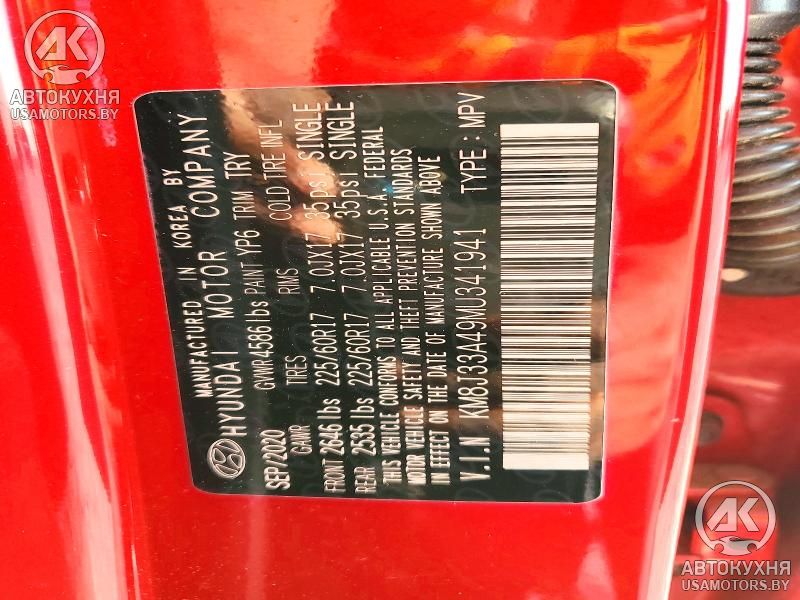 AK
АВТОКУХНЯ
USAMOTORS.BY
MANUFACTURED IN KOREA BY
HYUNDAI MOTOR COMPANY
SEP/2020 GVWR 4586 lbs PAINT YP6 TRIM TRY
GAWR TIRES RIMS COLD TIRE INFL
FRONT 2646 lbs 225/60R17 7.0JX17 35psi SINGLE
REAR 2535 lbs 225/60R17 7.0JX17 35psi SINGLE
THIS VEHICLE CONFORMS TO ALL APPLICABLE U.S.A. FEDERAL
MOTOR VEHICLE SAFETY AND THEFT PREVENTION STANDARDS
IN EFFECT ON THE DATE OF MANUFACTURE SHOWN ABOVE
V.I.N KM8J33A49MU341941 TYPE : MPV
AK
АВТОКУХНЯ
USAMOTORS.BY